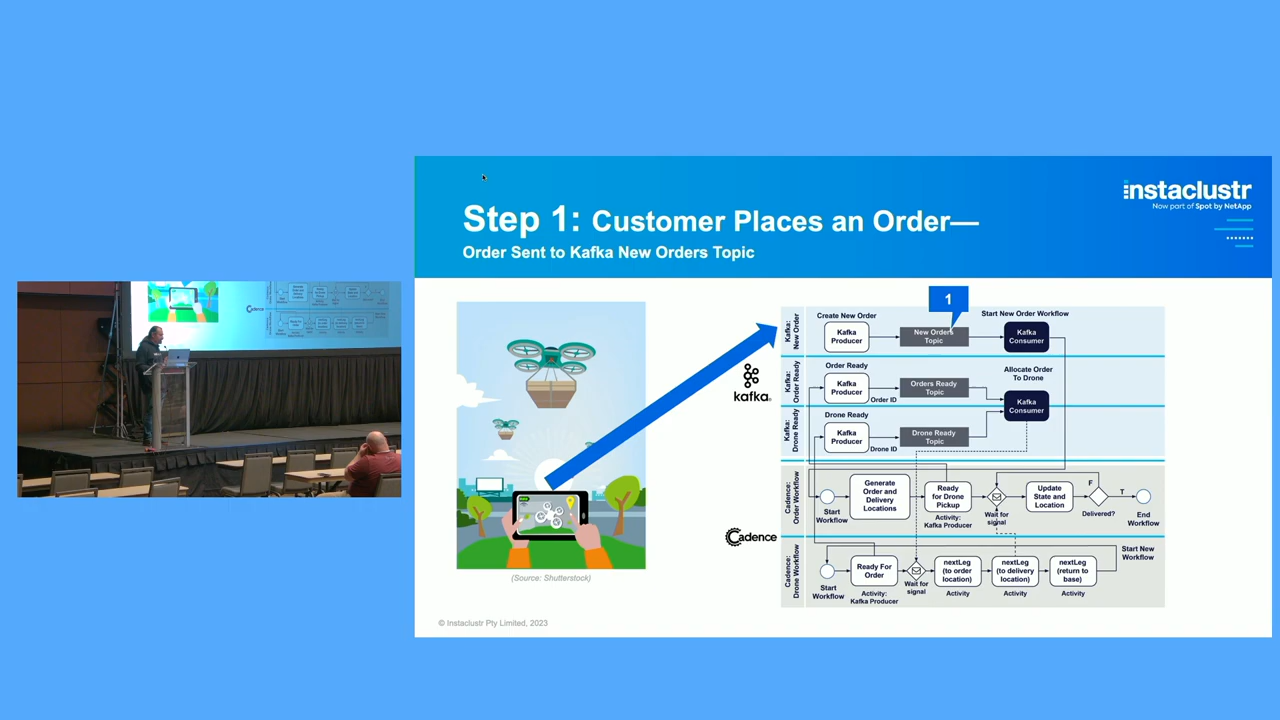 Step 1: Customer Places an Order—
Order Sent to Kafka New Orders Topic
instaclustr
Now part of Spot by NetApp
1
Kafka:
New Order
Create New Order
Kafka
Producer
New Orders
Topic
Start New Order Workflow
Kafka
Consumer
kafka®
Kafka:
Order Ready
Order Ready
Kafka
Producer
Order ID
Orders Ready
Topic
Allocate Order
To Drone
Kafka
Consumer
Kafka:
Drone Ready
Drone Ready
Kafka
Producer
Drone ID
Drone Ready
Topic
Cadence:
Order Workflow
Start
Workflow
Generate
Order and
Delivery
Locations
Ready
for Drone
Pickup
Activity:
Kafka Producer
Wait for
signal
Update
State and
Location
F
T
Delivered?
End
Workflow
Cadence
Cadence:
Drone Workflow
Start
Workflow
Ready For
Order
Activity:
Kafka Producer
Wait for
signal
nextLeg
(to order
location)
Activity
nextLeg
(to delivery
location)
Activity
nextLeg
(return to
base)
Activity
Start New
Workflow
(Source: Shutterstock)
© Instaclustr Pty Limited, 2023